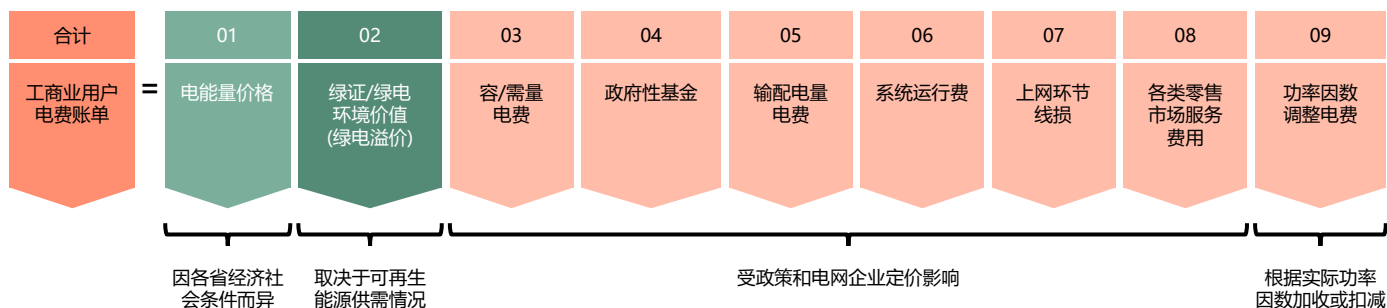 合计
01
02
03
04
05
06
07
08
09
工商业用户
电费账单
=
电能量价格
绿证/绿电
环境价值
(绿电溢价)
容/需量
电费
政府性基金
输配电量
电费
系统运行费
上网环节
线损
各类零售
市场服务
费用
功率因数
调整电费
因各省经济社
会条件而异
取决于可再生
能源供需情况
受政策和电网企业定价影响
根据实际功率
因数加收或扣减